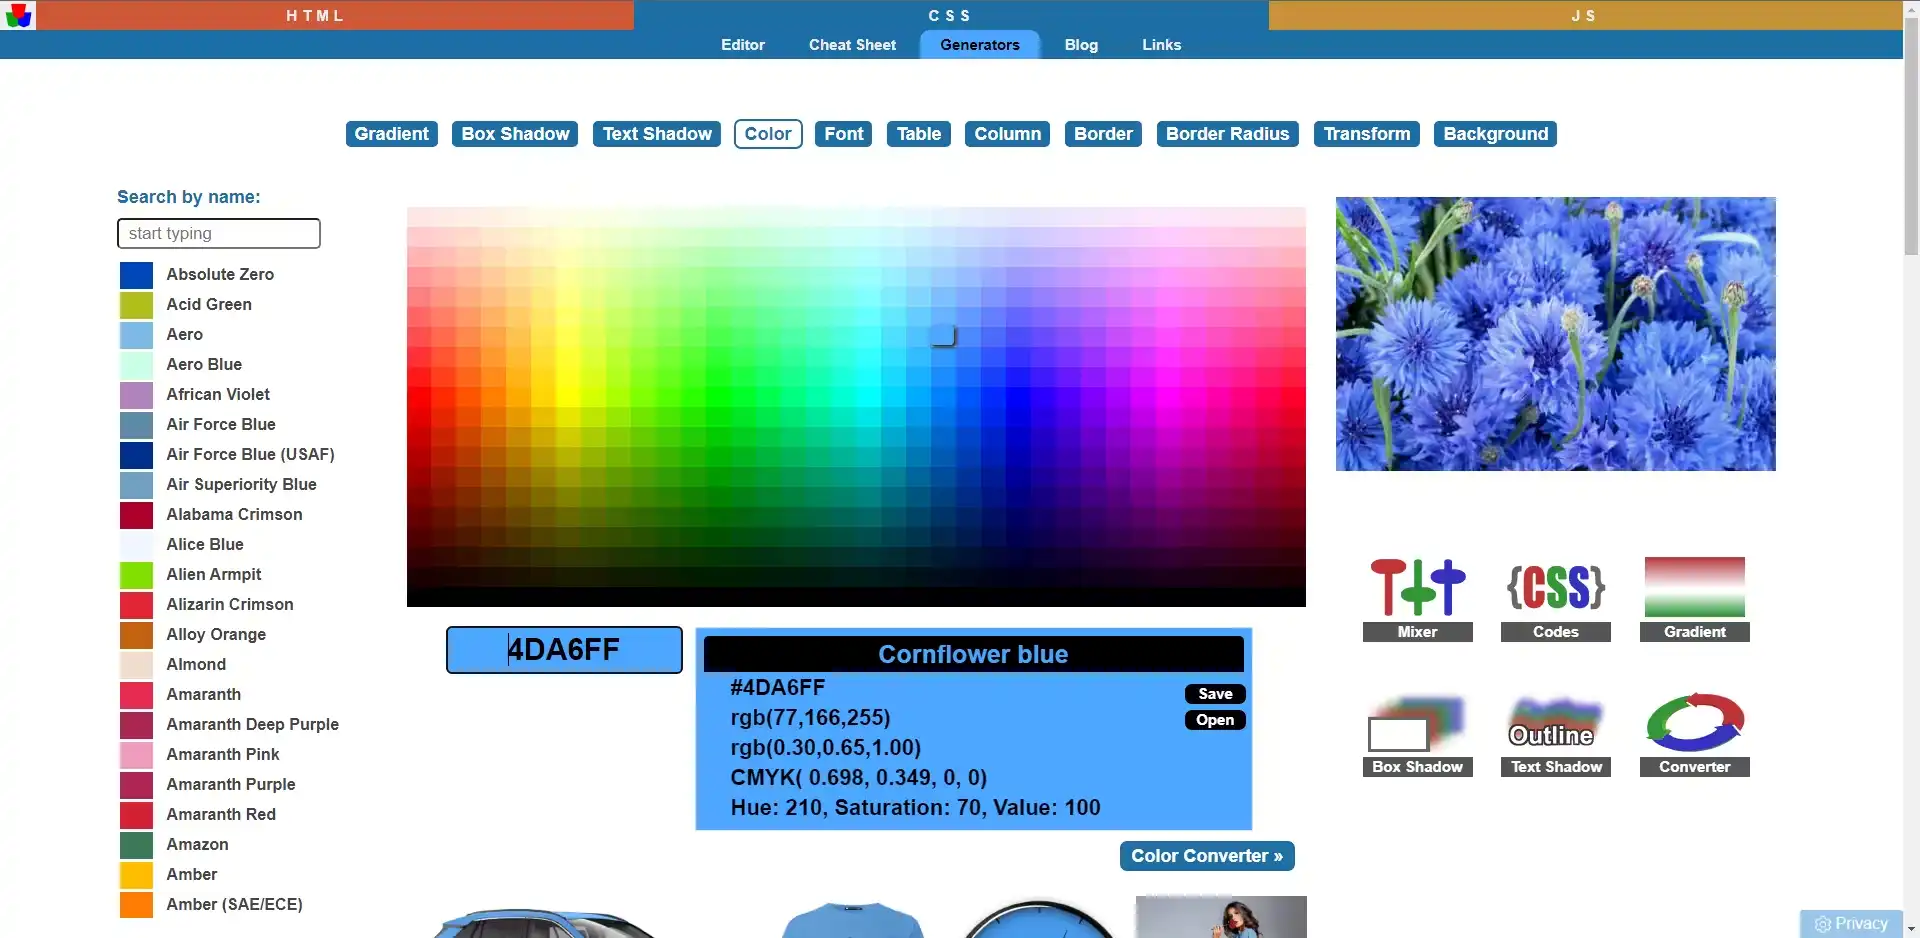 HTML
CSS
JS
Editor
Cheat Sheet
Generators
Blog
Links
Gradient
Box Shadow
Text Shadow
Color
Font
Table
Column
Border
Border Radius
Transform
Background
Search by name:
start typing
Absolute Zero
Acid Green
Aero
Aero Blue
African Violet
Air Force Blue
Air Force Blue (USAF)
Air Superiority Blue
Alabama Crimson
Alice Blue
Alien Armpit
Alizarin Crimson
Alloy Orange
Almond
Amaranth
Amaranth Deep Purple
Amaranth Pink
Amaranth Purple
Amaranth Red
Amazon
Amber
Amber (SAE/ECE)
4DA6FF
Cornflower blue
#4DA6FF
rgb(77,166,255)
rgb(0.30,0.65,1.00)
CMYK( 0.698, 0.349, 0, 0)
Hue: 210, Saturation: 70, Value: 100
Save
Open
Color Converter »
Mixer
{CSS}
Codes
Gradient
Box Shadow
Outline
Text Shadow
Converter
Privacy